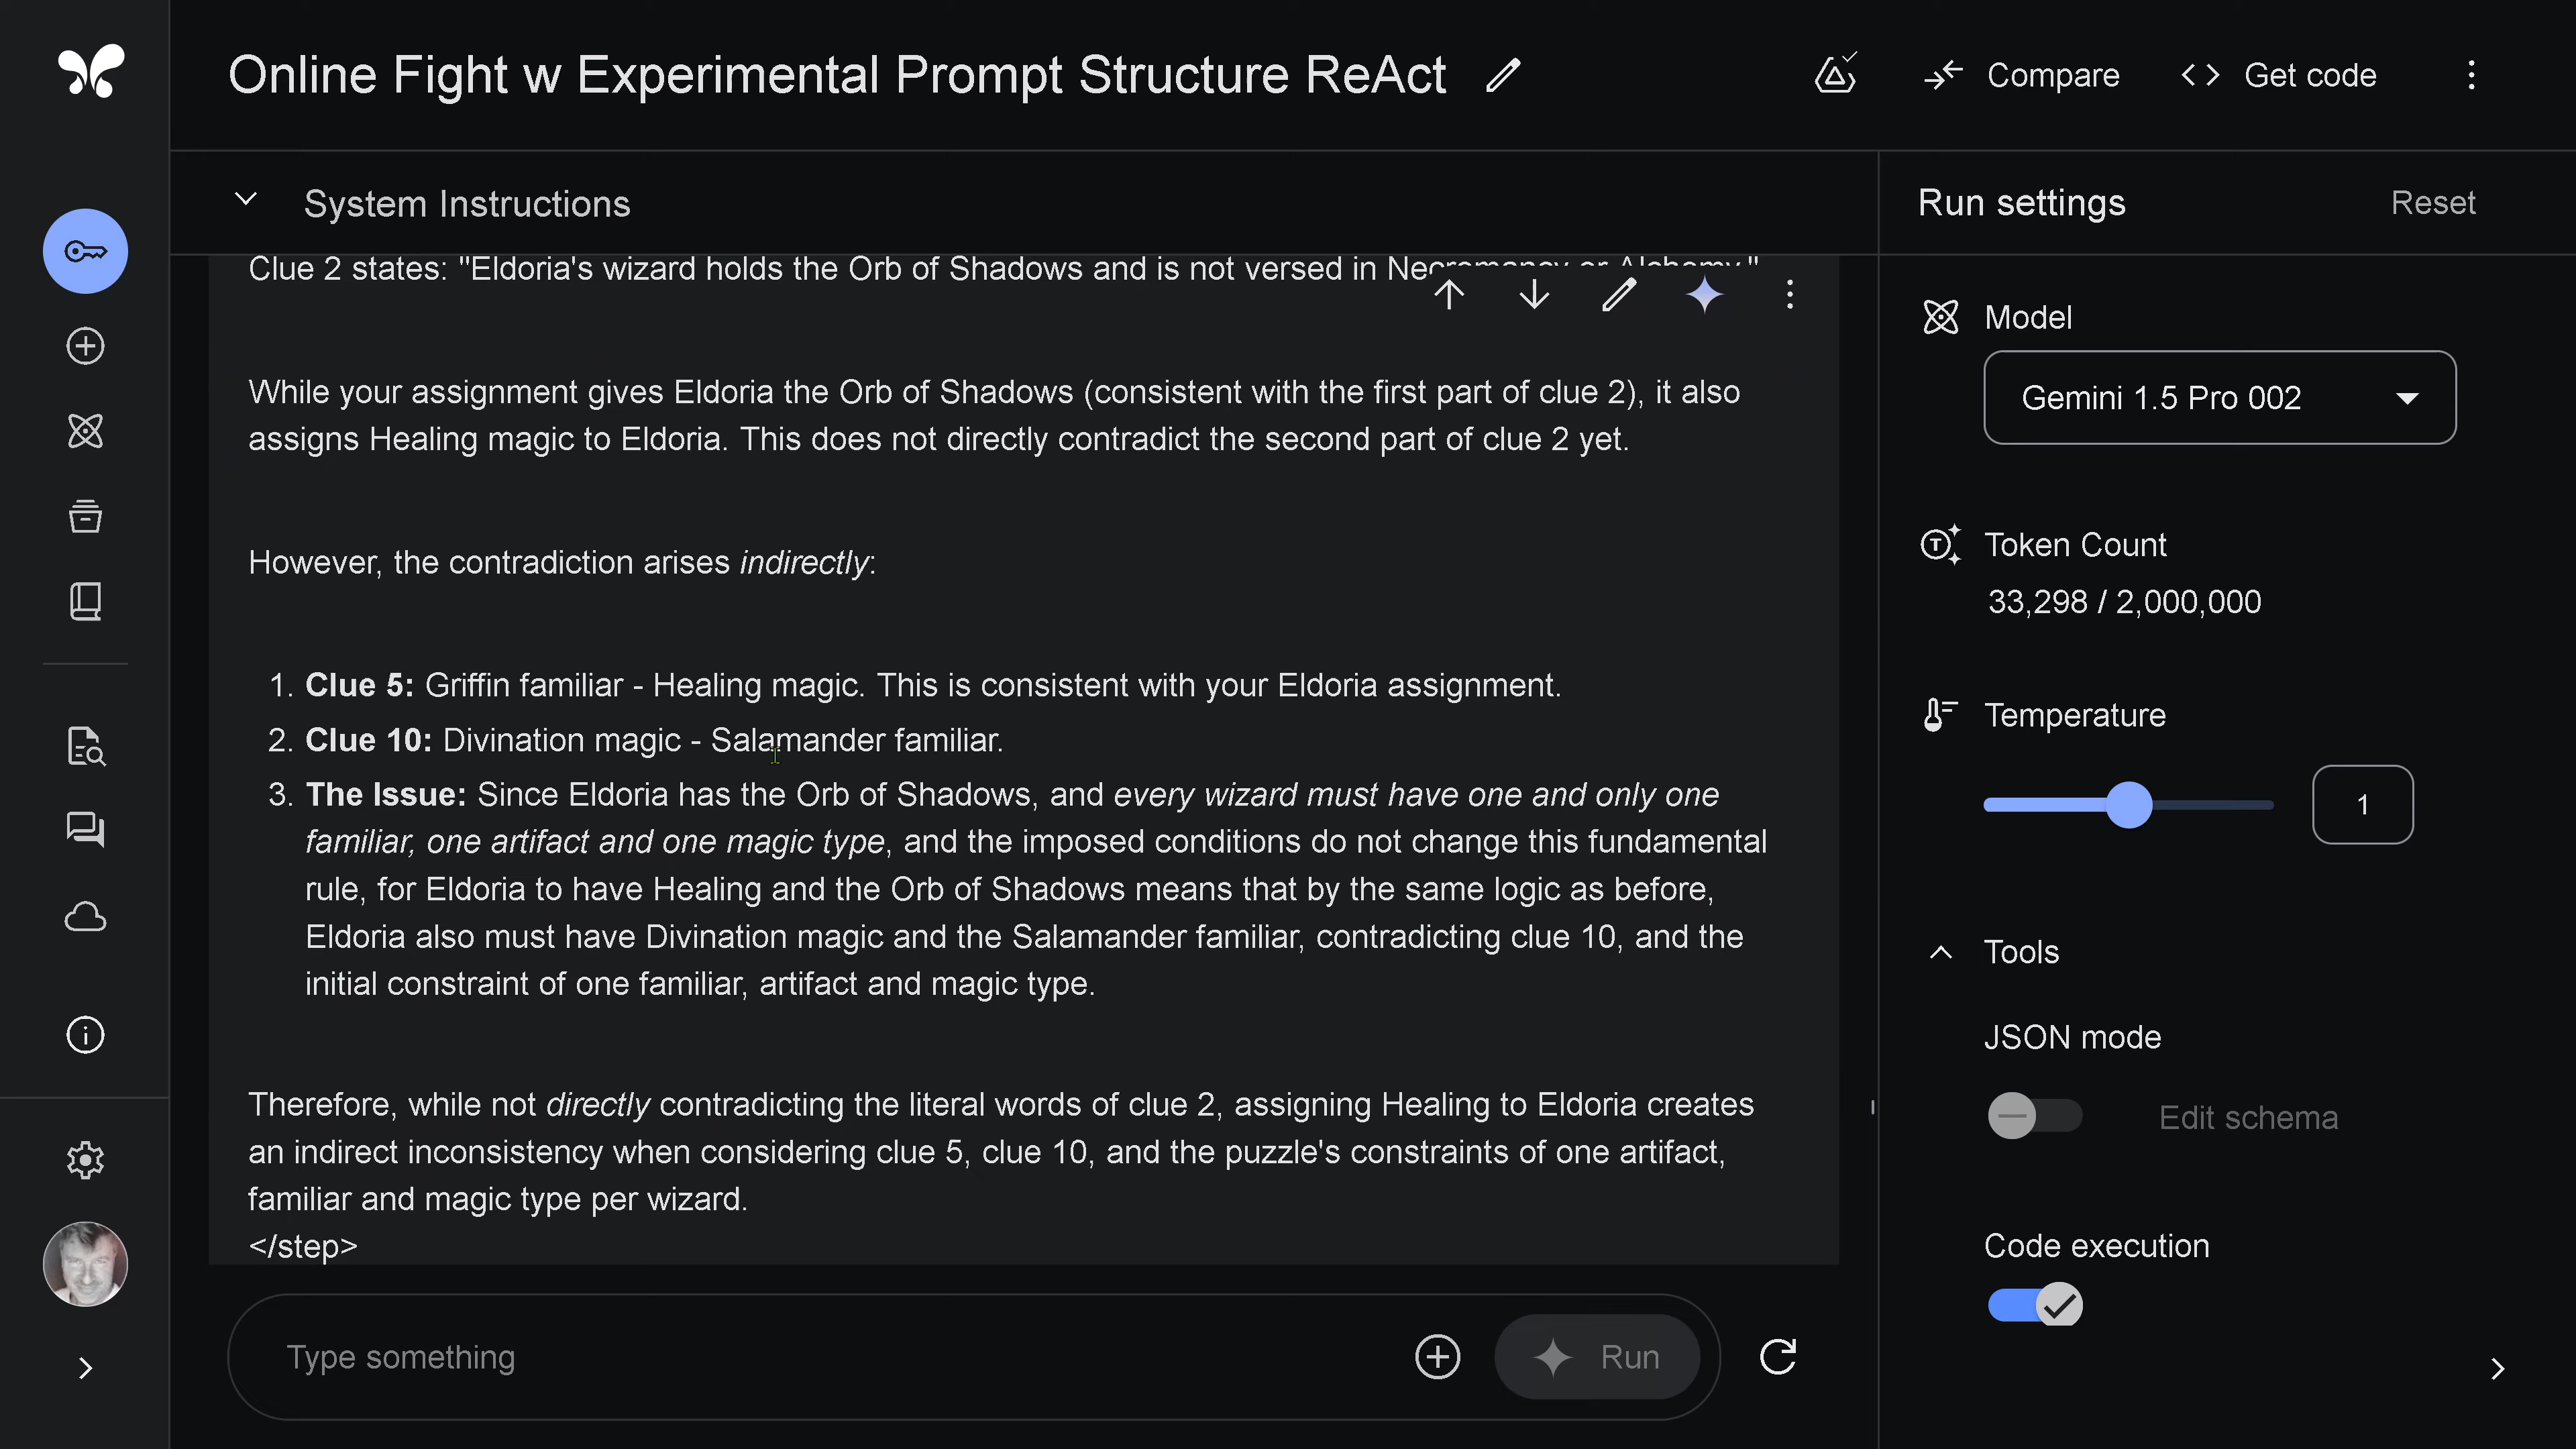 Online Fight w Experimental Prompt Structure ReAct
Compare
Get code
System Instructions
Run settings
Reset
Clue 2 states: "Eldoria's wizard holds the Orb of Shadows and is not versed in Necromancy or Alchemy."
While your assignment gives Eldoria the Orb of Shadows (consistent with the first part of clue 2), it also
assigns Healing magic to Eldoria. This does not directly contradict the second part of clue 2 yet.
However, the contradiction arises indirectly:
1. Clue 5: Griffin familiar - Healing magic. This is consistent with your Eldoria assignment.
2. Clue 10: Divination magic - Salamander familiar.
3. The Issue: Since Eldoria has the Orb of Shadows, and every wizard must have one and only one
familiar, one artifact and one magic type, and the imposed conditions do not change this fundamental
rule, for Eldoria to have Healing and the Orb of Shadows means that by the same logic as before,
Eldoria also must have Divination magic and the Salamander familiar, contradicting clue 10, and the
initial constraint of one familiar, artifact and magic type.
Therefore, while not directly contradicting the literal words of clue 2, assigning Healing to Eldoria creates
an indirect inconsistency when considering clue 5, clue 10, and the puzzle's constraints of one artifact,
familiar and magic type per wizard.
</step>
Type something
Run
Model
Gemini 1.5 Pro 002
Token Count
33,298 / 2,000,000
Temperature
1
Tools
JSON mode
Edit schema
Code execution